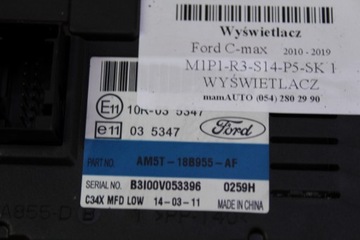 Wyświetlacz
Ford C-max 2010 - 2019
M1P1-R3-S14-P5-SK 1
WYŚWIETLACZ
mamAUTO (054) 280 29 90
E11 10R-03 5347
e11 03 5347
Ford
PART NO. AM5T-18B955-AF
SERIAL NO. B3I00V053396 0259H
C34X MFD LOW 14-03-11 MADE IN CHINA